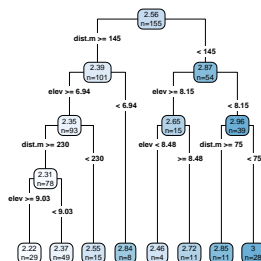 2.56
n=155
dist.m >= 145
< 145
2.39
n=101
2.87
n=54
elev >= 6.94
< 6.94
elev >= 8.15
< 8.15
2.35
n=93
2.65
n=15
2.96
n=39
dist.m >= 230
< 230
elev < 8.48
>= 8.48
dist.m >= 75
< 75
2.31
n=78
elev >= 9.03
< 9.03
2.22
n=29
2.37
n=49
2.55
n=15
2.84
n=8
2.46
n=4
2.72
n=11
2.85
n=11
3
n=28